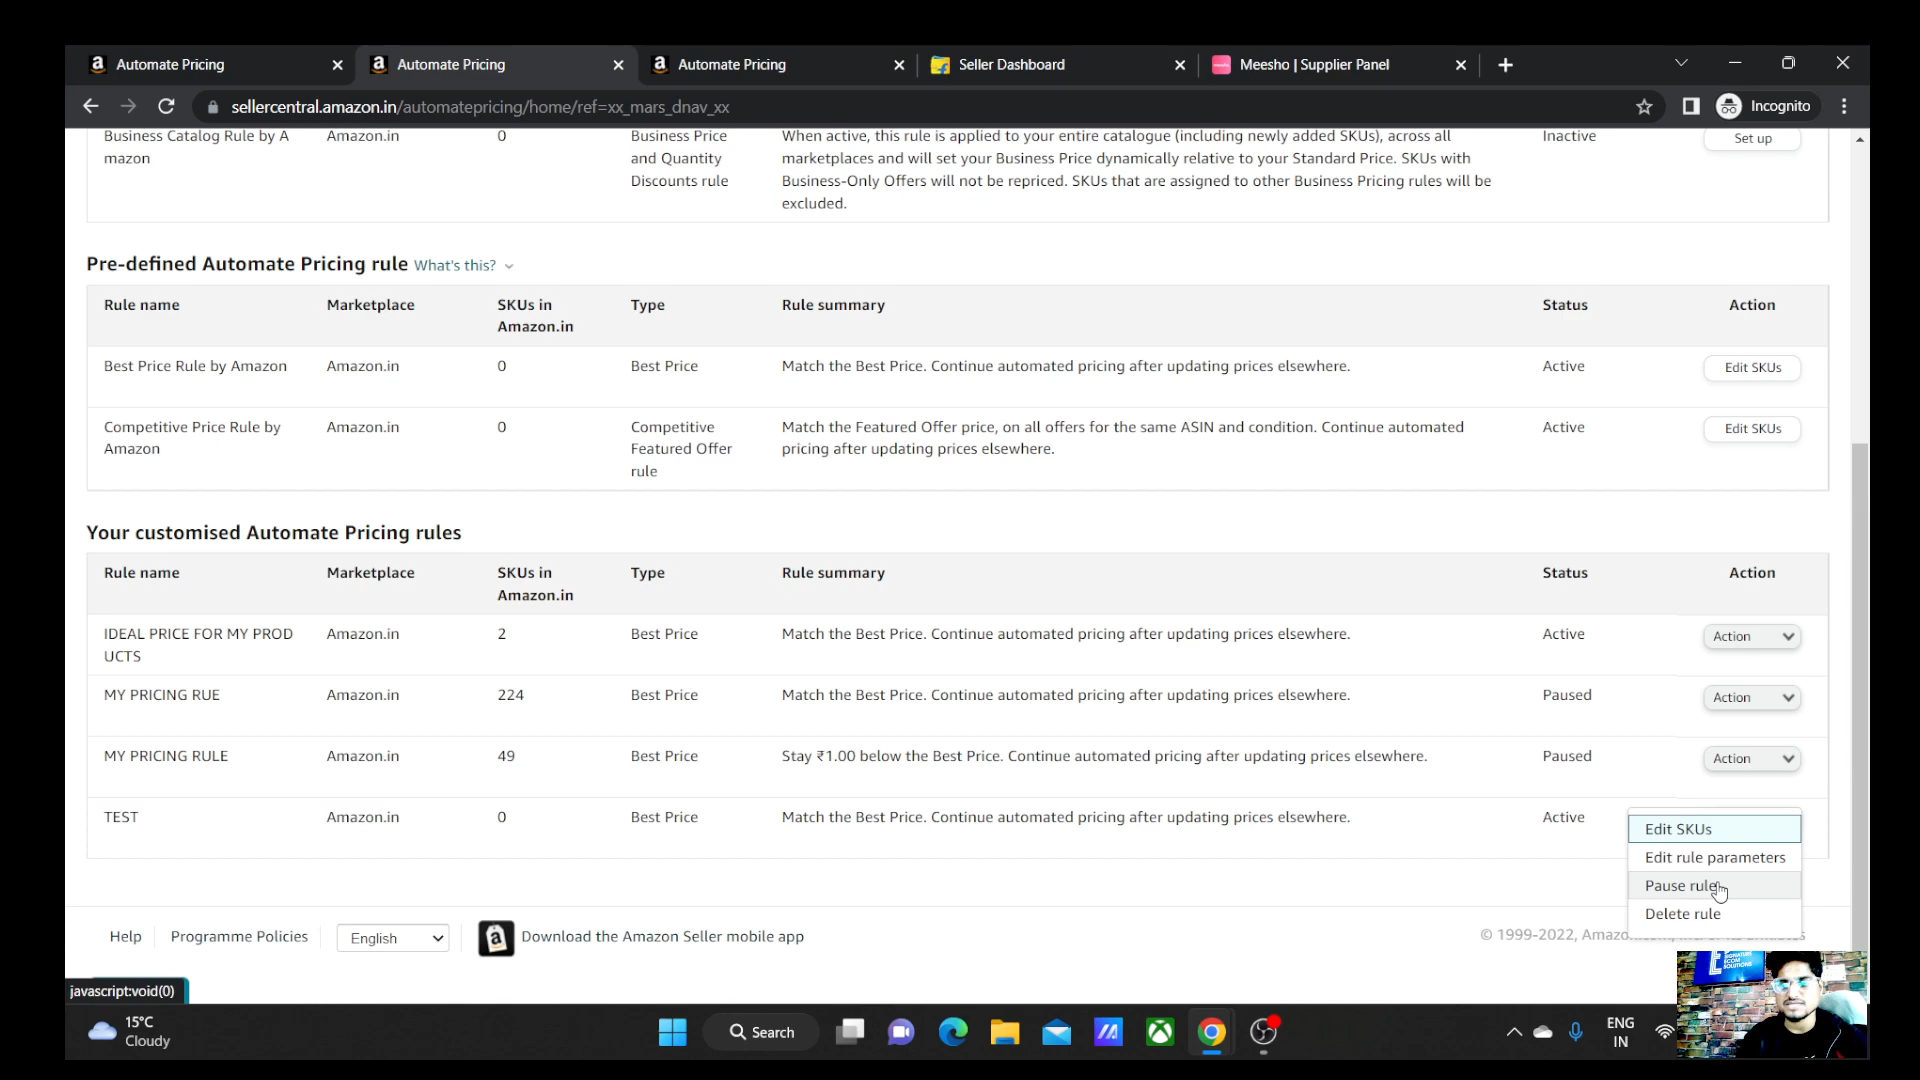 Automate Pricing
Automate Pricing
Automate Pricing
Seller Dashboard
Meesho | Supplier Panel
sellercentral.amazon.in/automatepricing/home/ref=xx_mars_dnav_xx
Incognito
Business Catalog Rule by A
mazon
Amazon.in
0
Business Price
and Quantity
Discounts rule
When active, this rule is applied to your entire catalogue (including newly added SKUs), across all
marketplaces and will set your Business Price dynamically relative to your Standard Price. SKUs with
Business-Only Offers will not be repriced. SKUs that are assigned to other Business Pricing rules will be
excluded.
Inactive
Set up
Pre-defined Automate Pricing rule What's this?
Rule name
Marketplace
SKUs in
Amazon.in
Type
Rule summary
Status
Action
Best Price Rule by Amazon
Amazon.in
0
Best Price
Match the Best Price. Continue automated pricing after updating prices elsewhere.
Active
Edit SKUs
Competitive Price Rule by
Amazon
Amazon.in
0
Competitive
Featured Offer
rule
Match the Featured Offer price, on all offers for the same ASIN and condition. Continue automated
pricing after updating prices elsewhere.
Active
Edit SKUs
Your customised Automate Pricing rules
Rule name
Marketplace
SKUs in
Amazon.in
Type
Rule summary
Status
Action
IDEAL PRICE FOR MY PROD
UCTS
Amazon.in
2
Best Price
Match the Best Price. Continue automated pricing after updating prices elsewhere.
Active
Action
MY PRICING RUE
Amazon.in
224
Best Price
Match the Best Price. Continue automated pricing after updating prices elsewhere.
Paused
Action
MY PRICING RULE
Amazon.in
49
Best Price
Stay ₹1.00 below the Best Price. Continue automated pricing after updating prices elsewhere.
Paused
Action
TEST
Amazon.in
0
Best Price
Match the Best Price. Continue automated pricing after updating prices elsewhere.
Active
Edit SKUs
Edit rule parameters
Pause rule
Delete rule
Help
Programme Policies
English
Download the Amazon Seller mobile app
© 1999-2022,
javascript:void(0)
15°C
Cloudy
Search
ENG
IN
SIGNATURE
ECOM
SOLUTIONS